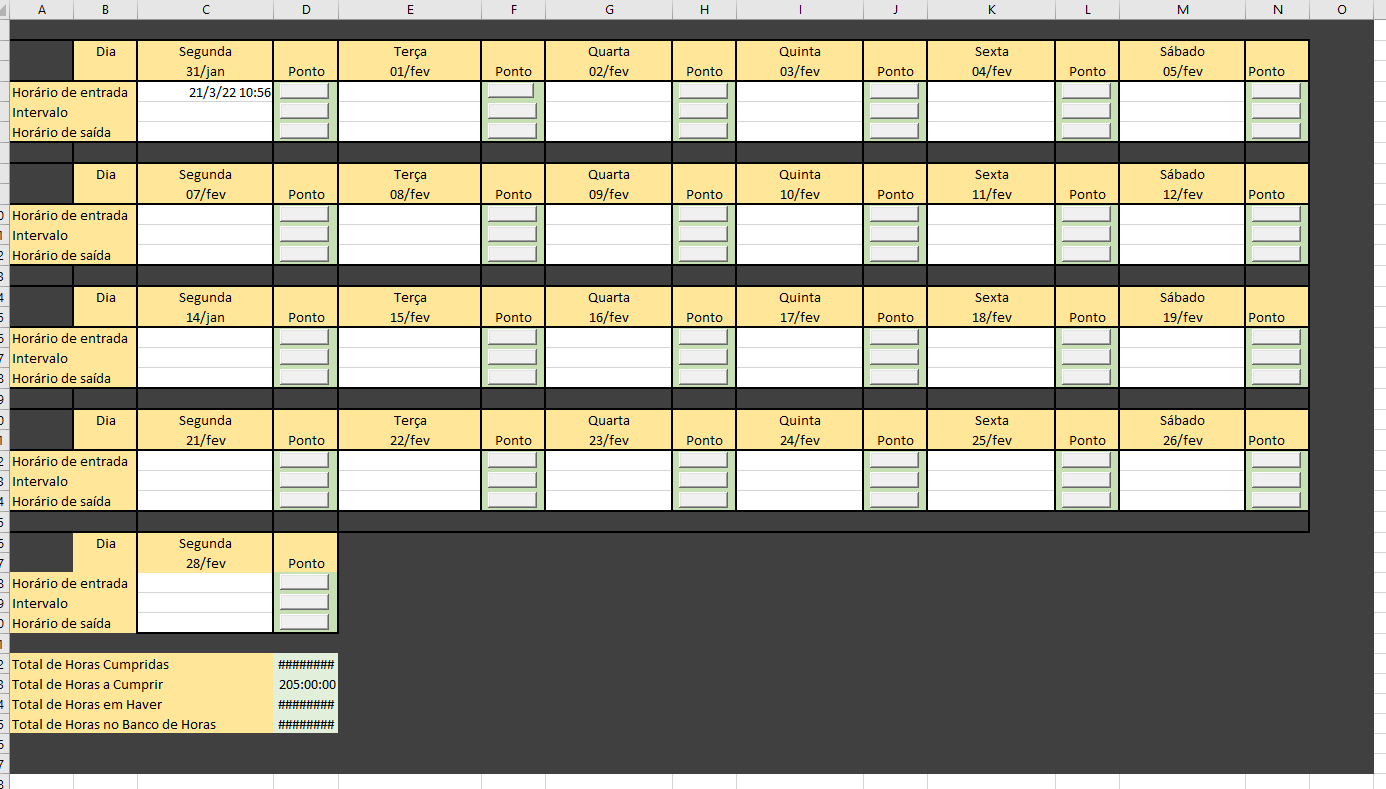 A B C D E F G H I J K L M N O
Dia Segunda Terça Quarta Quinta Sexta Sábado
31/jan Ponto 01/fev Ponto 02/fev Ponto 03/fev Ponto 04/fev Ponto 05/fev Ponto
Horário de entrada 21/3/22 10:56
Intervalo
Horário de saída
Dia Segunda Terça Quarta Quinta Sexta Sábado
07/fev Ponto 08/fev Ponto 09/fev Ponto 10/fev Ponto 11/fev Ponto 12/fev Ponto
Horário de entrada
Intervalo
Horário de saída
Dia Segunda Terça Quarta Quinta Sexta Sábado
14/jan Ponto 15/fev Ponto 16/fev Ponto 17/fev Ponto 18/fev Ponto 19/fev Ponto
Horário de entrada
Intervalo
Horário de saída
Dia Segunda Terça Quarta Quinta Sexta Sábado
21/fev Ponto 22/fev Ponto 23/fev Ponto 24/fev Ponto 25/fev Ponto 26/fev Ponto
Horário de entrada
Intervalo
Horário de saída
Dia Segunda
28/fev Ponto
Horário de entrada
Intervalo
Horário de saída
Total de Horas Cumpridas ########
Total de Horas a Cumprir 205:00:00
Total de Horas em Haver ########
Total de Horas no Banco de Horas ########